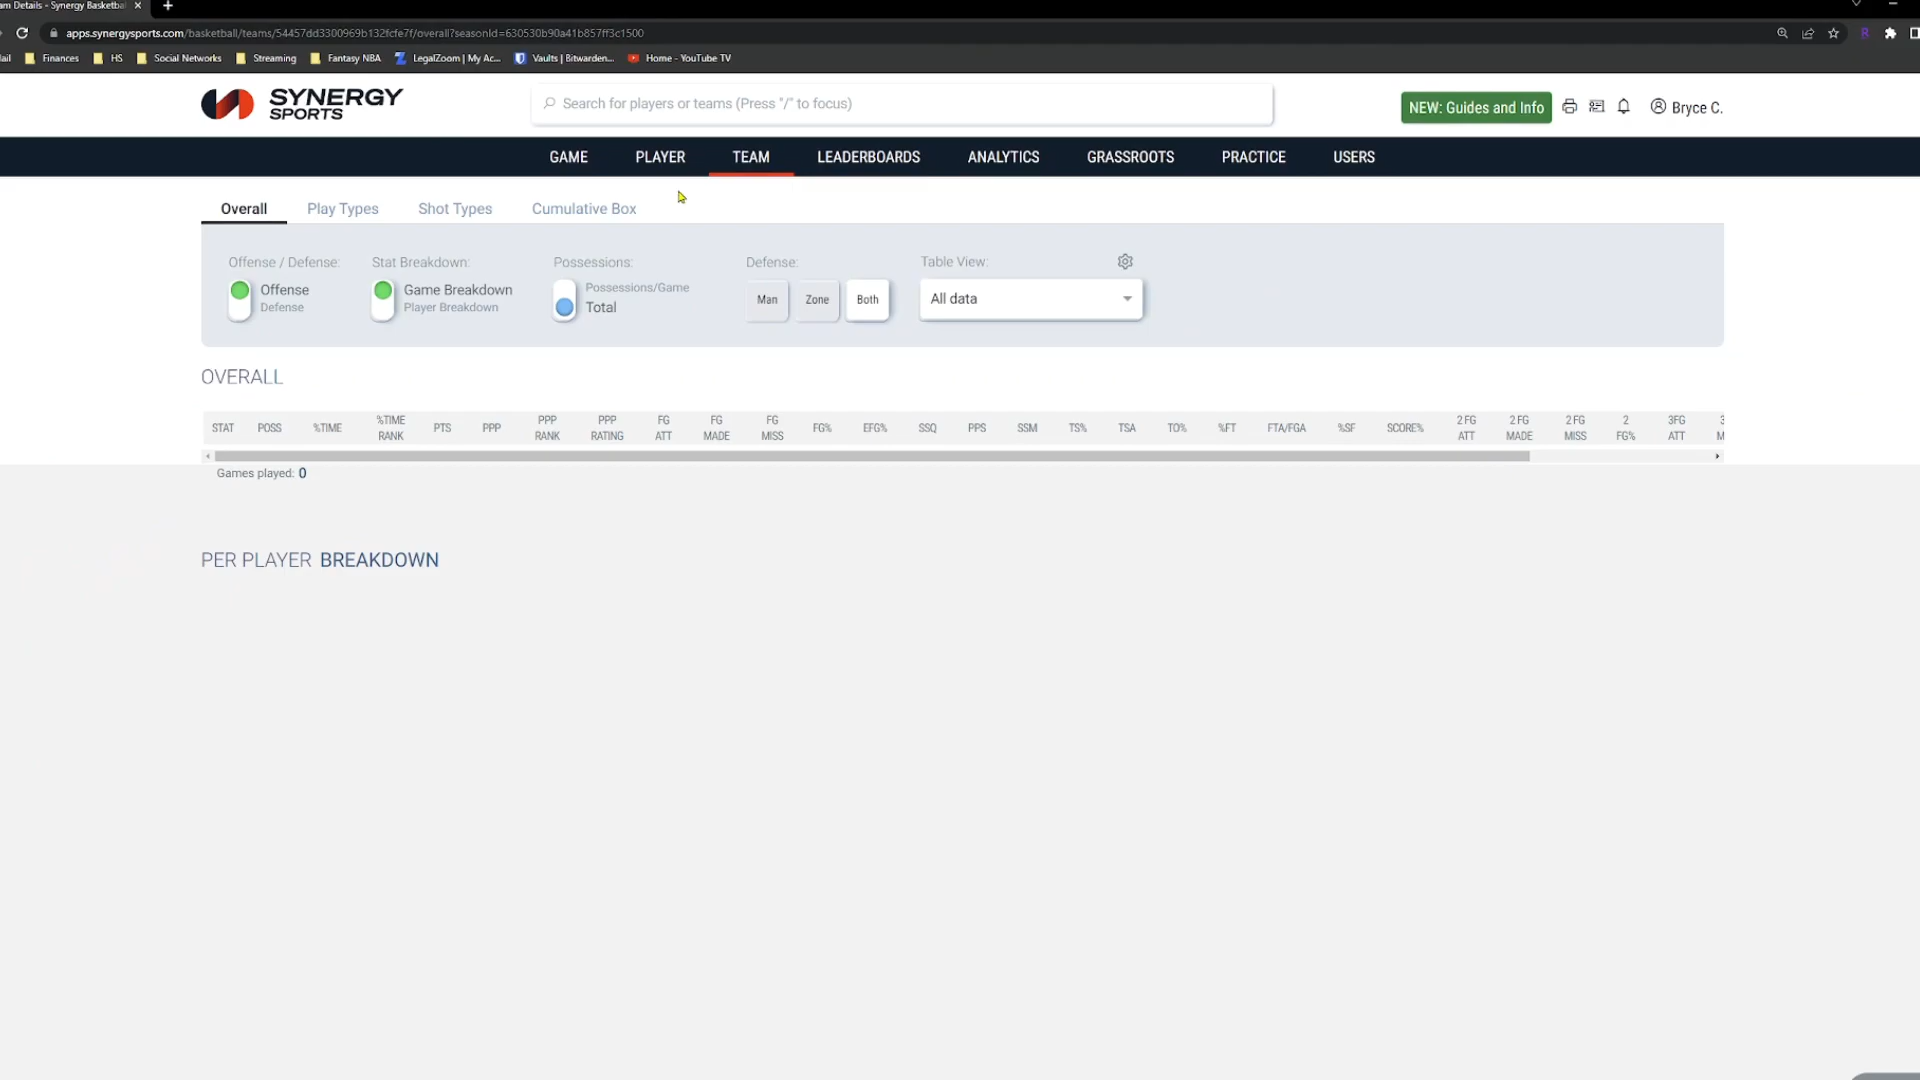 am Details - Synergy Basketba
apps.synergysports.com/basketball/teams/54457dd3300969b132fcfe7f/overall?seasonId=630530b90a41b857ff3c1500
ail Finances HS Social Networks Streaming Fantasy NBA LegalZoom | My Ac... Vaults | Bitwarden... Home - YouTube TV
SYNERGY
SPORTS
Search for players or teams (Press "/" to focus)
NEW: Guides and Info
Bryce C.
GAME PLAYER TEAM LEADERBOARDS ANALYTICS GRASSROOTS PRACTICE USERS
Overall Play Types Shot Types Cumulative Box
Offense / Defense: Stat Breakdown: Possessions: Defense: Table View:
Offense
Defense
Game Breakdown
Player Breakdown
Possessions/Game
Total
Man Zone Both
All data
OVERALL
STAT POSS %TIME %TIME RANK PTS PPP PPP RANK PPP RATING FG ATT FG MADE FG MISS FG% EFG% SSQ PPS SSM TS% TSA TO% %FT FTA/FGA %SF SCORE% 2 FG ATT 2 FG MADE 2 FG MISS 2 FG% 3FG ATT 3 M
Games played: 0
PER PLAYER BREAKDOWN